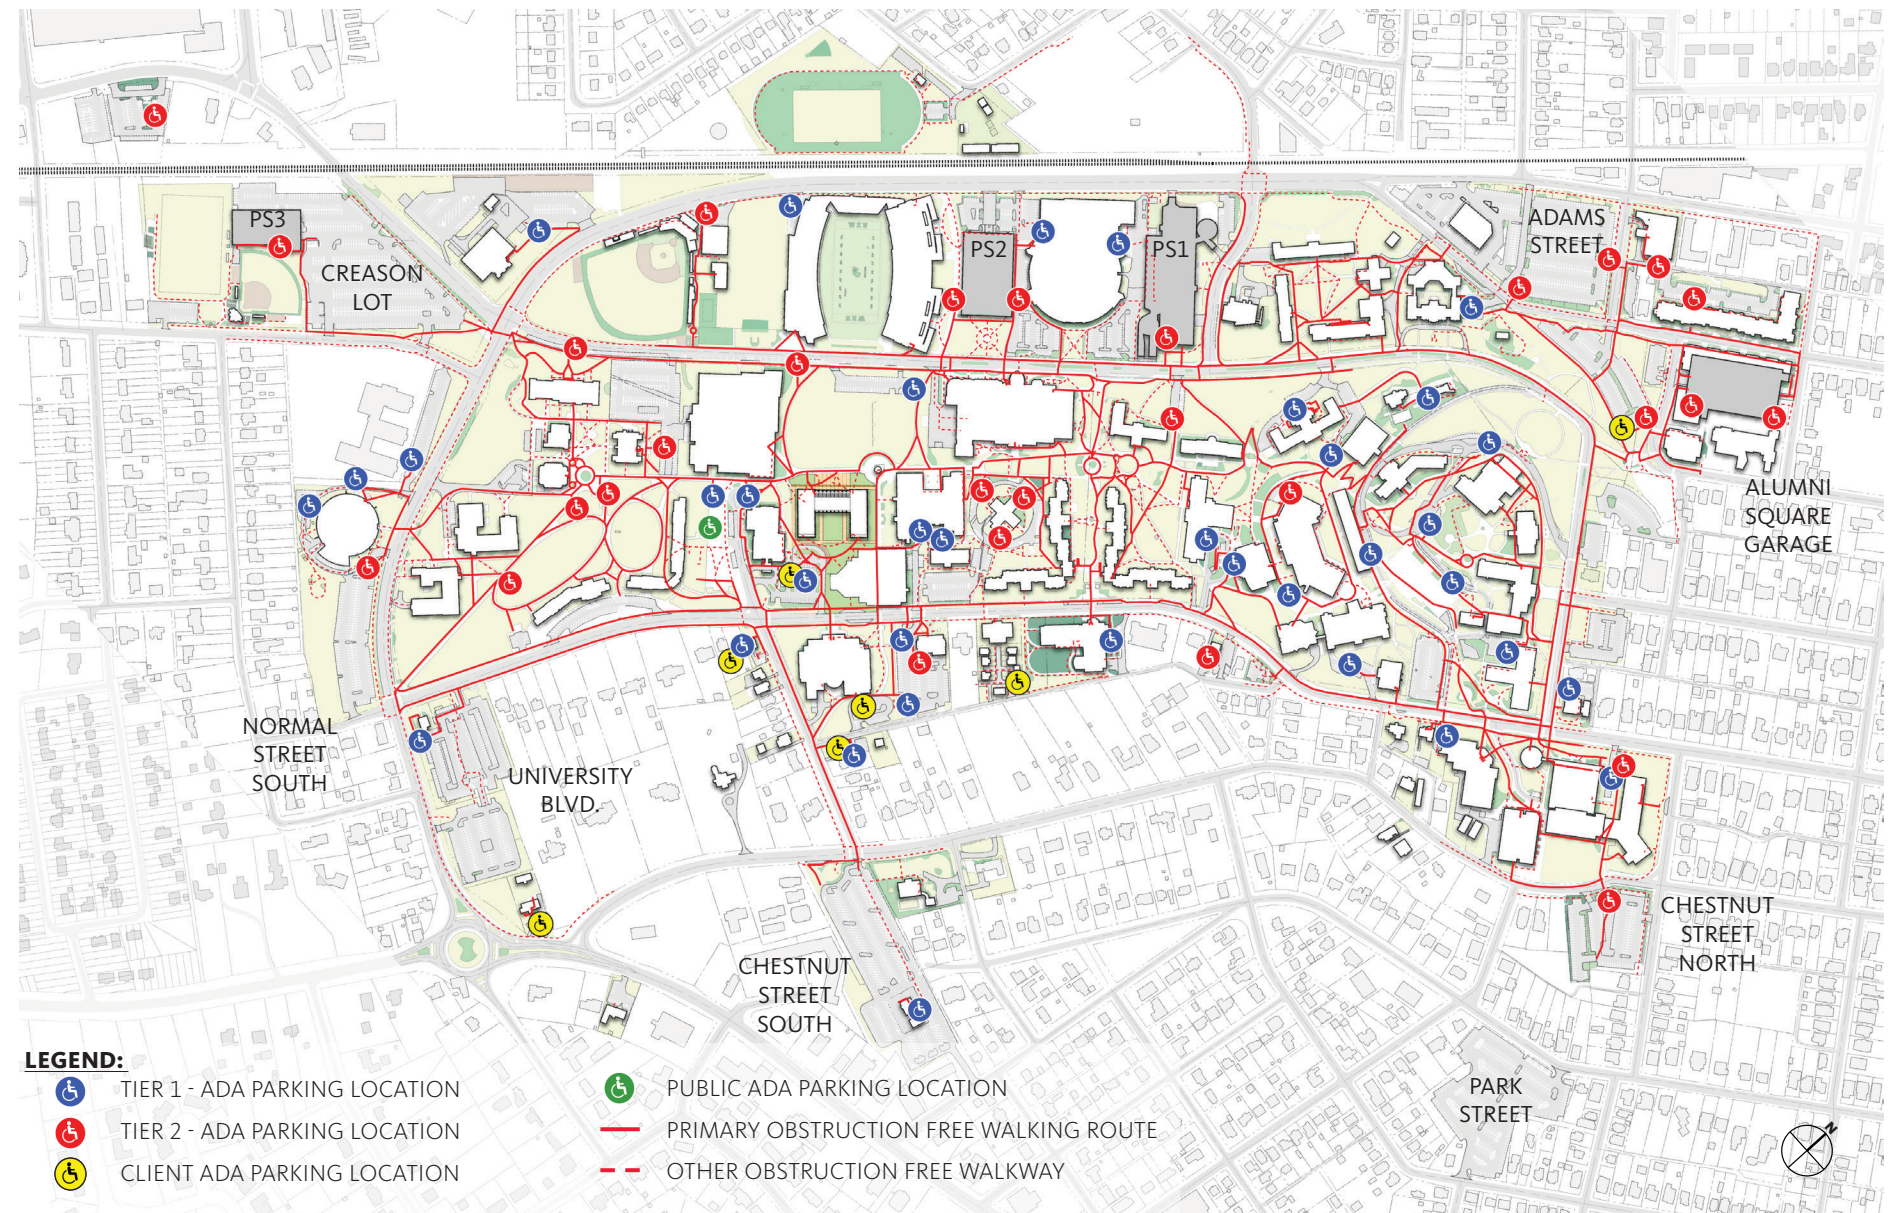 PS3
CREASON
LOT
PS2
PS1
ADAMS
STREET
ALUMNI
SQUARE
GARAGE
NORMAL
STREET
SOUTH
UNIVERSITY
BLVD.
CHESTNUT
STREET
SOUTH
CHESTNUT
STREET
NORTH
PARK
STREET
N
LEGEND:
TIER 1 - ADA PARKING LOCATION
TIER 2 - ADA PARKING LOCATION
CLIENT ADA PARKING LOCATION
PUBLIC ADA PARKING LOCATION
PRIMARY OBSTRUCTION FREE WALKING ROUTE
OTHER OBSTRUCTION FREE WALKWAY